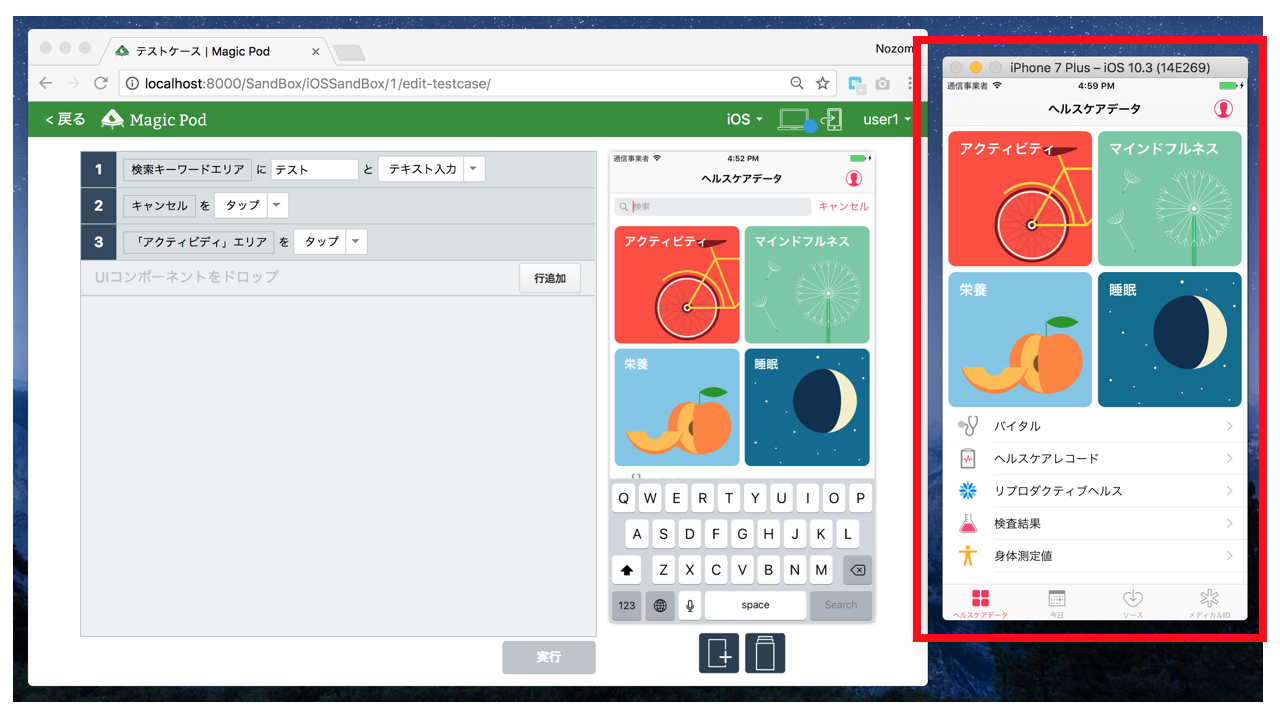 テストケース | Magic Pod
Nozom
localhost:8000/SandBox/iOSSandBox/1/edit-testcase/
< 戻る Magic Pod iOS user1
1 検索キーワードエリア に テスト と テキスト入力
2 キャンセル を タップ
3 「アクティビディ」エリア を タップ
UIコンポーネントをドロップ 行追加
実行
通信事業者 4:52 PM
ヘルスケアデータ
検索 キャンセル
アクティビティ マインドフルネス
栄養 睡眠
Q W E R T Y U I O P
A S D F G H J K L
Z X C V B N M
123 space Search
iPhone 7 Plus – iOS 10.3 (14E269)
通信事業者 4:59 PM
ヘルスケアデータ
アクティビティ マインドフルネス
栄養 睡眠
バイタル
ヘルスケアレコード
リプロダクティブヘルス
検査結果
身体測定値
ヘルスケアデータ 今日 ソース メディカルID